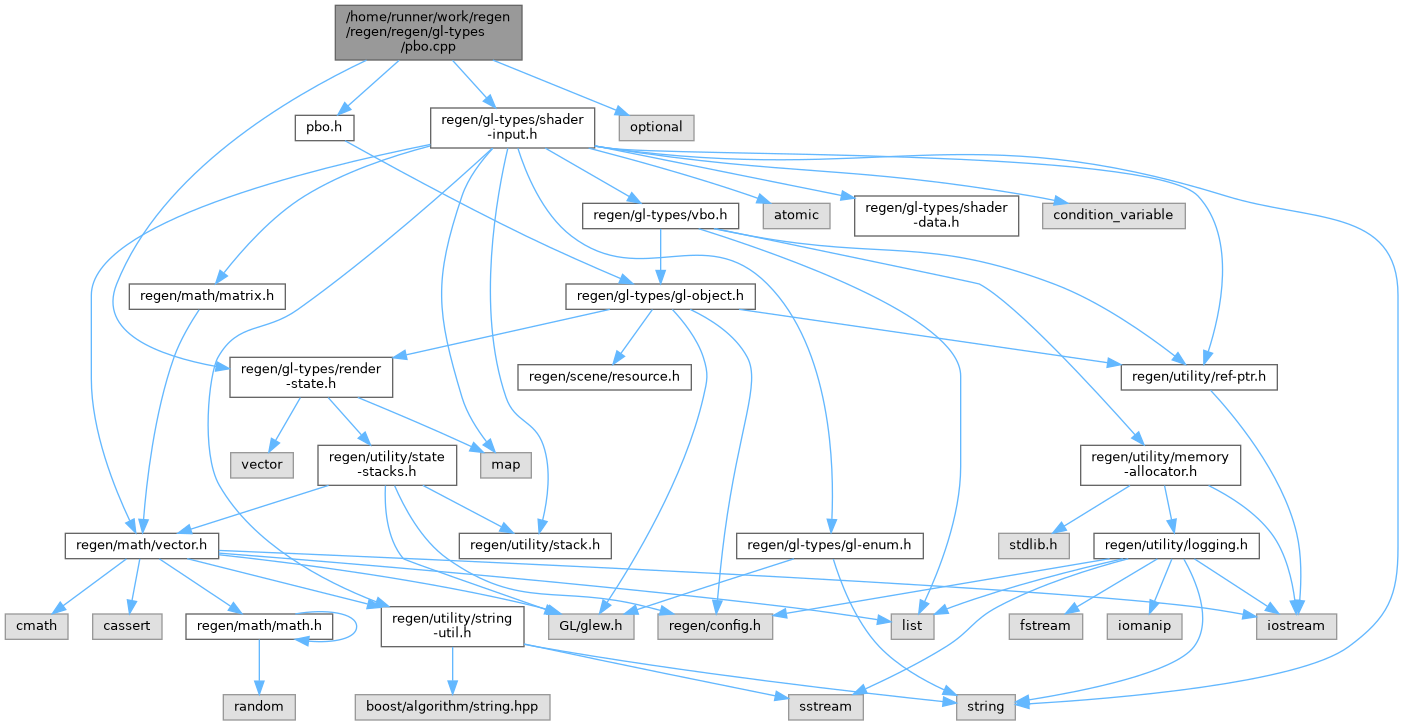 /home/runner/work/regen
/regen/regen/gl-types
/pbo.cpp
pbo.h
regen/gl-types/shader
-input.h
optional
regen/gl-types/vbo.h
atomic
regen/gl-types/shader
-data.h
condition_variable
regen/math/matrix.h
regen/gl-types/gl-object.h
regen/gl-types/render
-state.h
regen/scene/resource.h
regen/utility/ref-ptr.h
vector
regen/utility/state
-stacks.h
map
regen/utility/memory
-allocator.h
regen/math/vector.h
regen/utility/stack.h
regen/gl-types/gl-enum.h
stdlib.h
regen/utility/logging.h
cmath
cassert
regen/math/math.h
regen/utility/string
-util.h
GL/glew.h
regen/config.h
list
fstream
iomanip
iostream
random
boost/algorithm/string.hpp
sstream
string